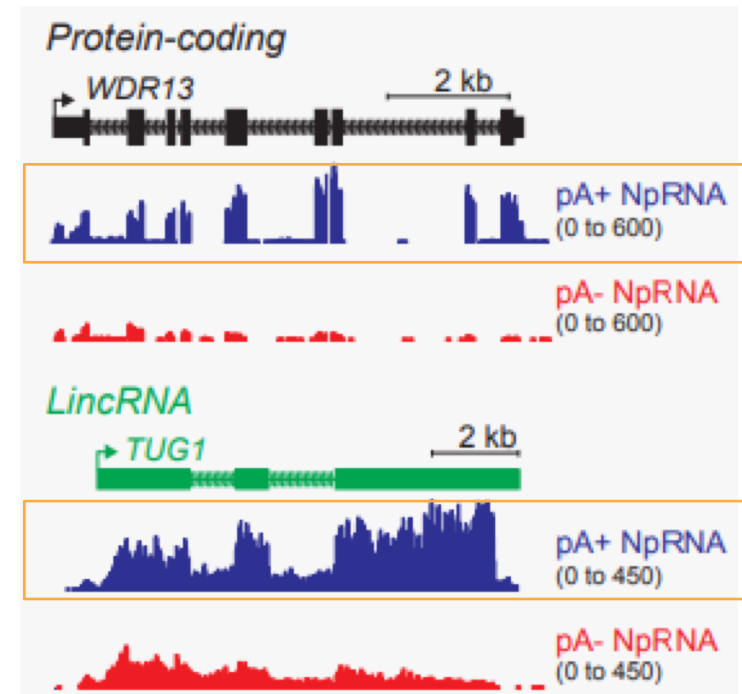 Protein-coding
WDR13
2 kb
pA+ NpRNA
(0 to 600)
pA- NpRNA
(0 to 600)
LincRNA
TUG1
2 kb
pA+ NpRNA
(0 to 450)
pA- NpRNA
(0 to 450)